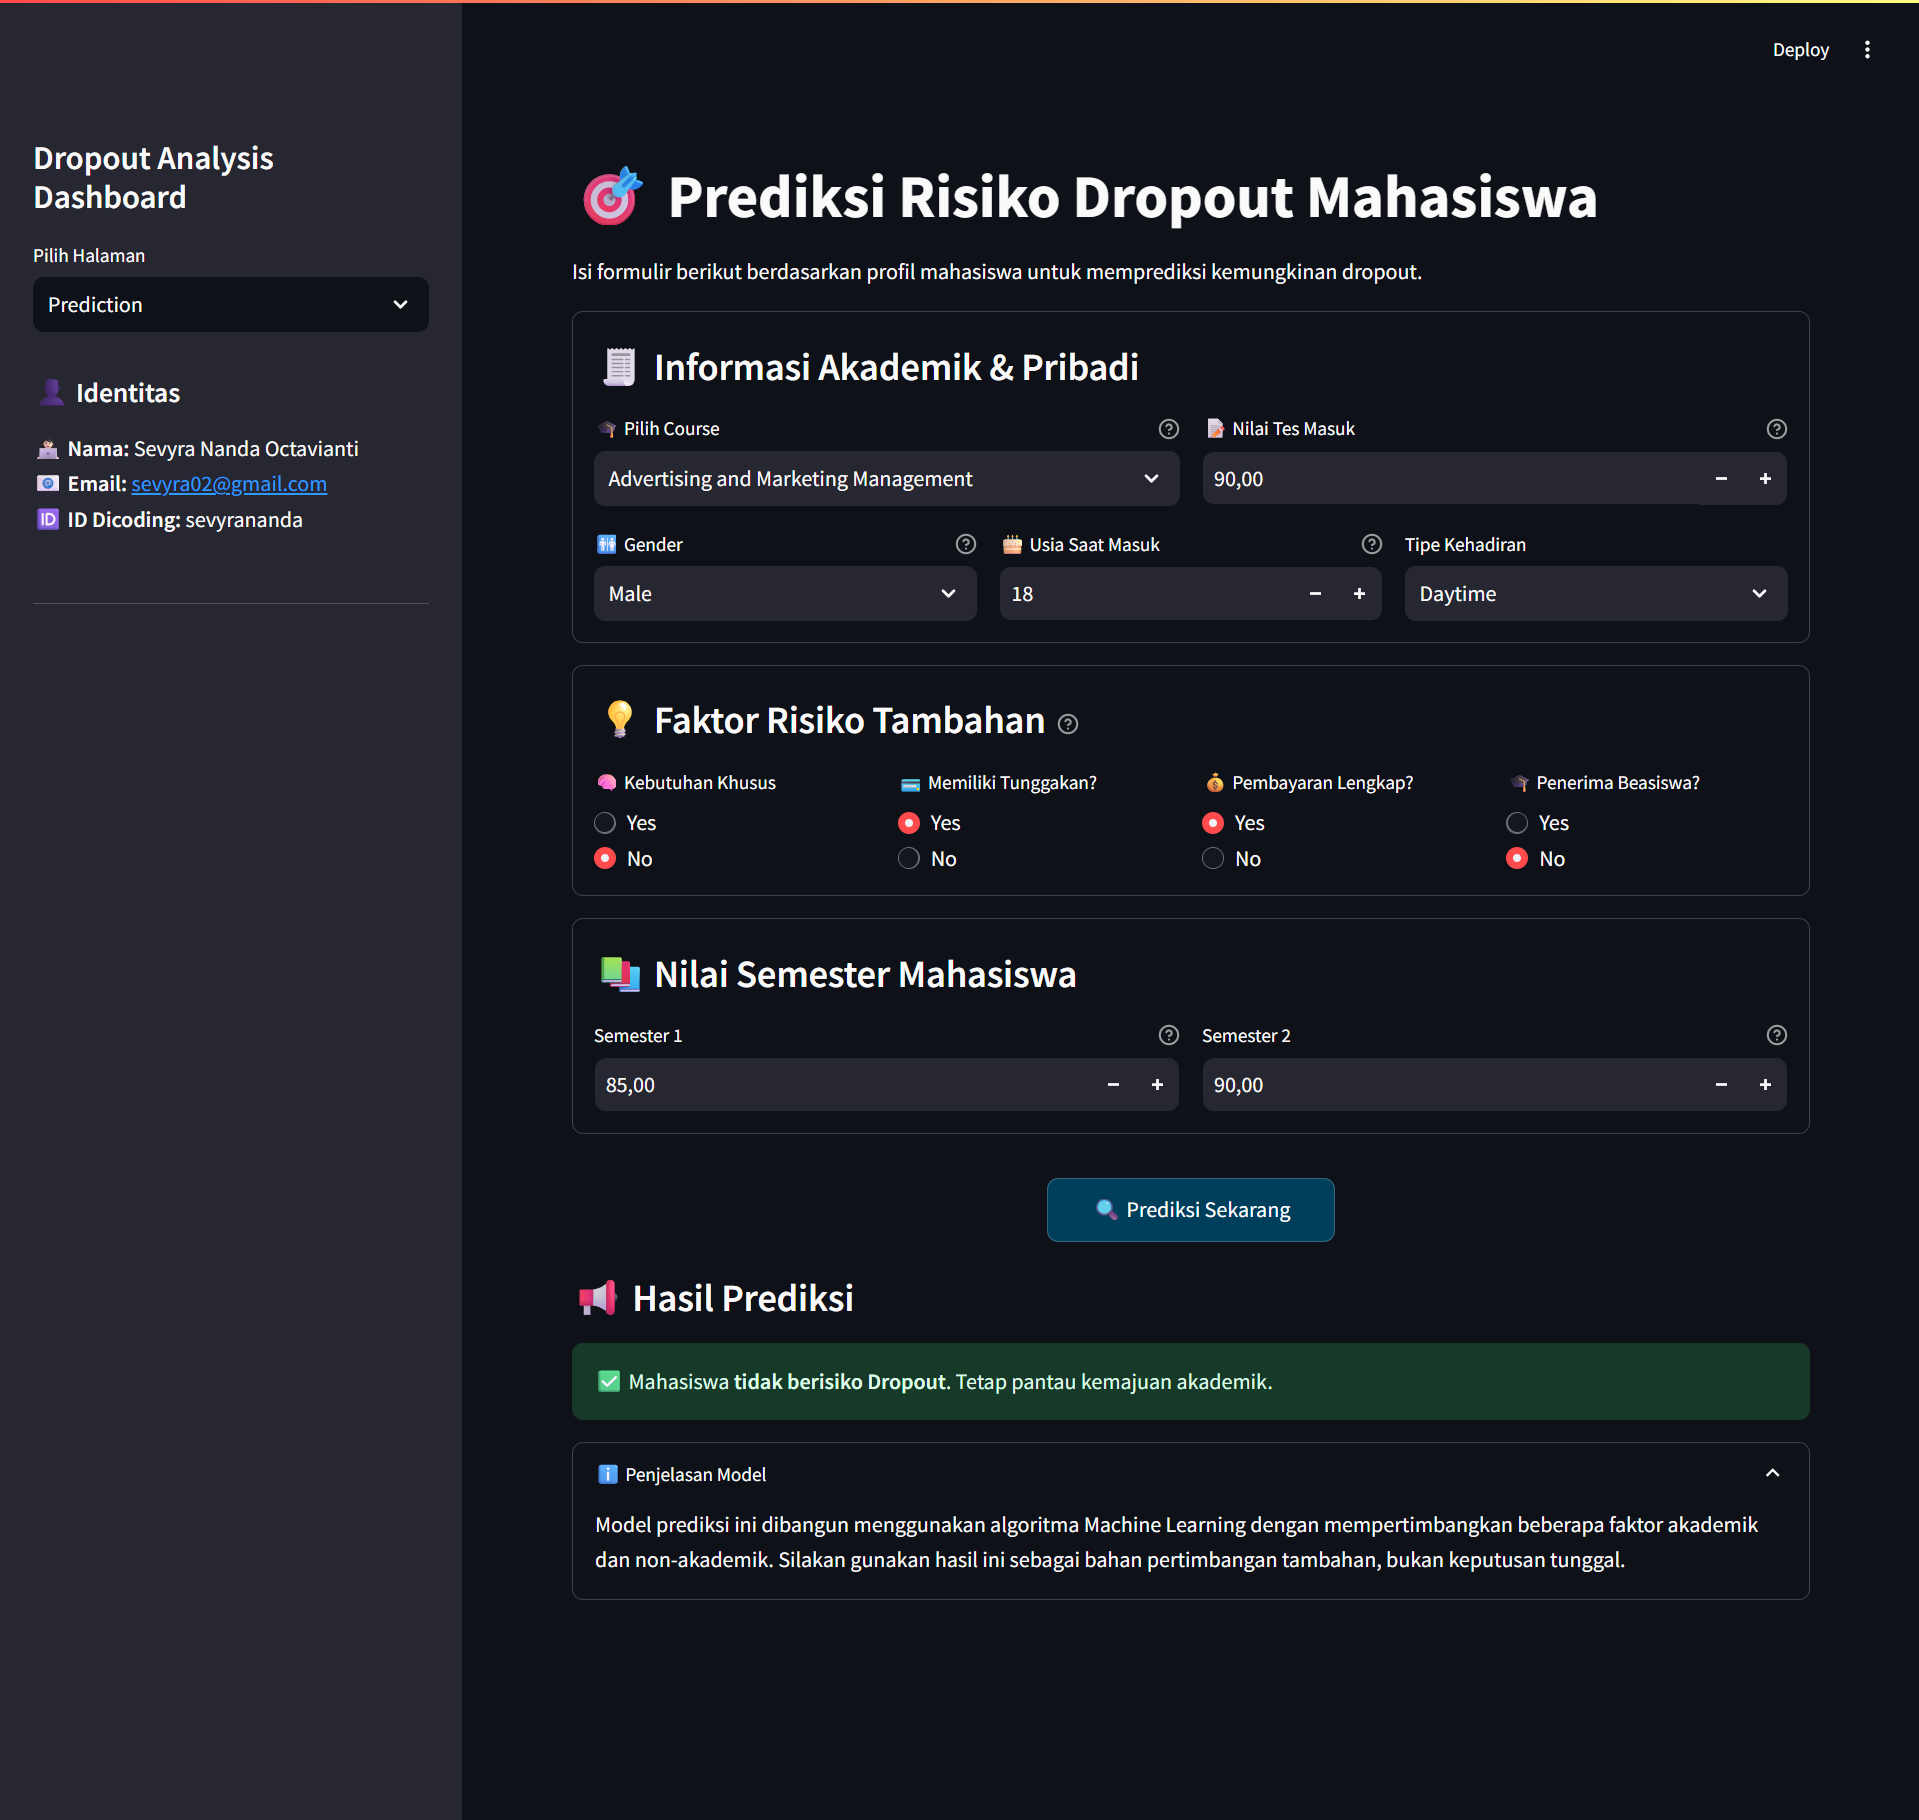 Deploy
Dropout Analysis
Dashboard
Pilih Halaman
Prediction
Identitas
Nama: Sevyra Nanda Octavianti
Email: sevyra02@gmail.com
ID ID Dicoding: sevyrananda
Prediksi Risiko Dropout Mahasiswa
Isi formulir berikut berdasarkan profil mahasiswa untuk memprediksi kemungkinan dropout.
Informasi Akademik & Pribadi
Pilih Course
Nilai Tes Masuk
Advertising and Marketing Management
90,00
Gender
Usia Saat Masuk
Tipe Kehadiran
Male
18
Daytime
Faktor Risiko Tambahan
Kebutuhan Khusus
Memiliki Tunggakan?
Pembayaran Lengkap?
Penerima Beasiswa?
Yes
Yes
Yes
Yes
No
No
No
No
Nilai Semester Mahasiswa
Semester 1
Semester 2
85,00
90,00
Prediksi Sekarang
Hasil Prediksi
Mahasiswa tidak berisiko Dropout. Tetap pantau kemajuan akademik.
Penjelasan Model
Model prediksi ini dibangun menggunakan algoritma Machine Learning dengan mempertimbangkan beberapa faktor akademik
dan non-akademik. Silakan gunakan hasil ini sebagai bahan pertimbangan tambahan, bukan keputusan tunggal.